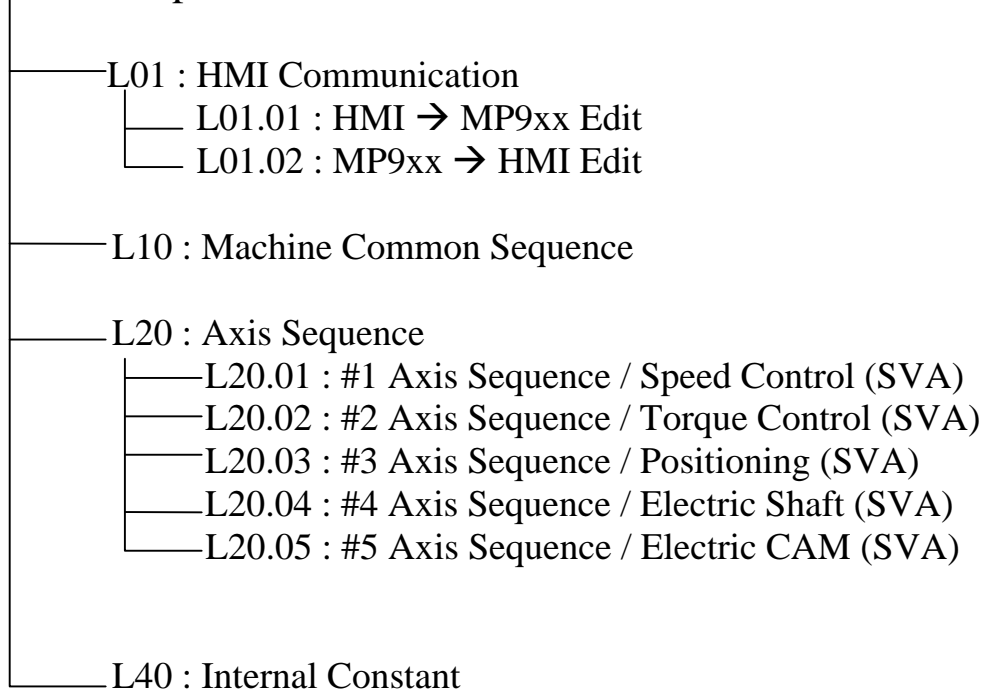 L01 : HMI Communication
L01.01 : HMI → MP9xx Edit
L01.02 : MP9xx → HMI Edit
L10 : Machine Common Sequence
L20 : Axis Sequence
L20.01 : #1 Axis Sequence / Speed Control (SVA)
L20.02 : #2 Axis Sequence / Torque Control (SVA)
L20.03 : #3 Axis Sequence / Positioning (SVA)
L20.04 : #4 Axis Sequence / Electric Shaft (SVA)
L20.05 : #5 Axis Sequence / Electric CAM (SVA)
L40 : Internal Constant